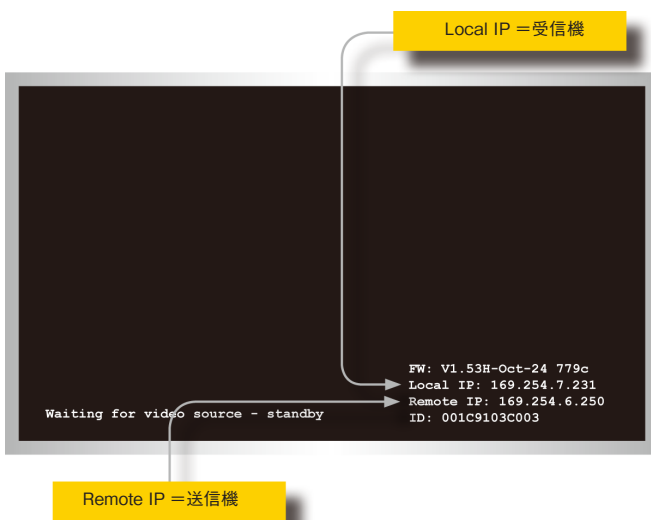 Local IP ＝受信機
FW: V1.53H-Oct-24 779c
Local IP: 169.254.7.231
Remote IP: 169.254.6.250
Waiting for video source - standby
ID: 001C9103C003
Remote IP ＝送信機